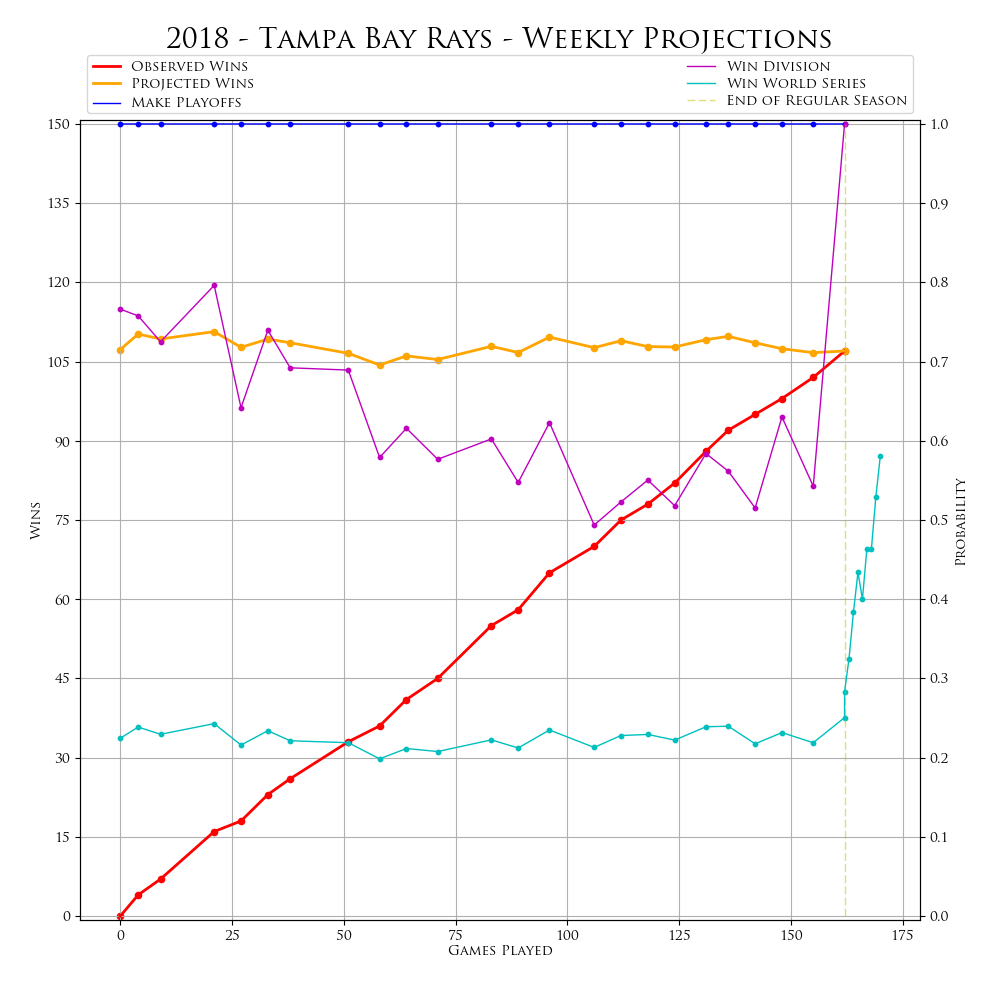 2018 - Tampa Bay Rays - Weekly Projections
Observed Wins
Projected Wins
Make Playoffs
Win Division
Win World Series
End of Regular Season
150
135
120
105
90
75
60
45
30
15
0
Wins
1.0
0.9
0.8
0.7
0.6
0.5
0.4
0.3
0.2
0.1
0.0
Probability
0 25 50 75 100 125 150 175
Games Played